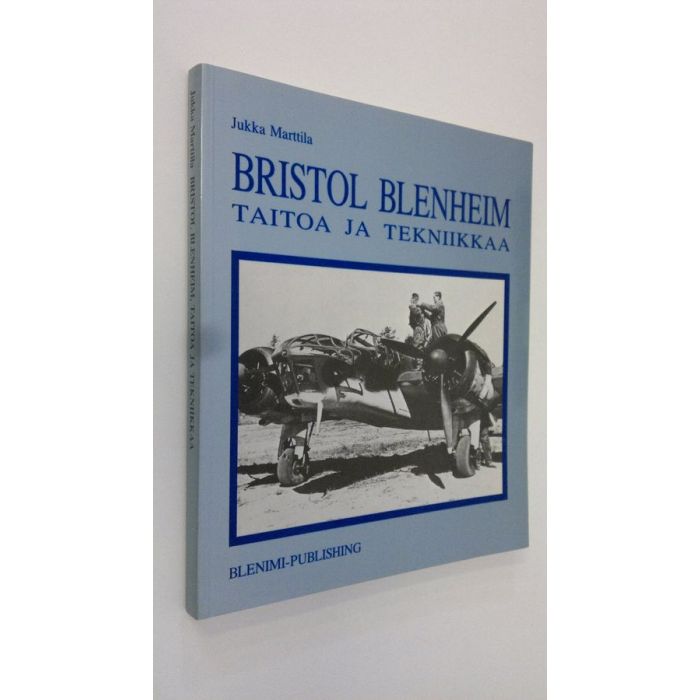 Jukka Marttila
BRISTOL BLENHEIM
TAITOA JA TEKNIIKKAA
BLENIMI-PUBLISHING
Jukka Marttila BRISTOL BLENHEIM, TAITOA JA TEKNIIKKAA